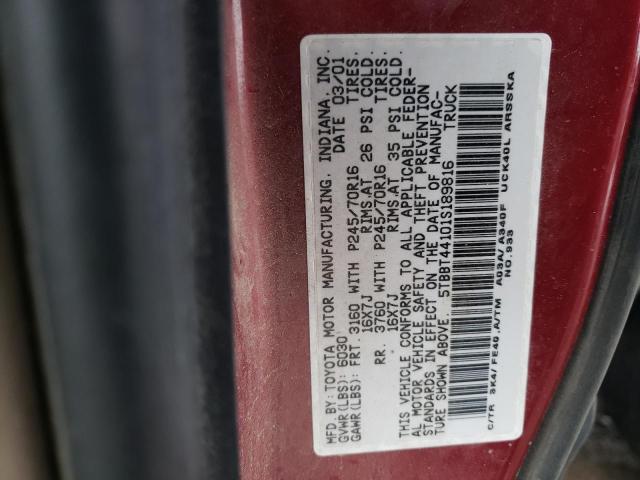 MFD. BY: TOYOTA MOTOR MANUFACTURING, INDIANA, INC.
GVWR(LBS): 6030 DATE 03/01
GAWR(LBS): FRT. 3160 WITH P245/70R16 TIRES,
16X7J RIMS,AT 26 PSI COLD.
RR. 3760 WITH P245/70R16 TIRES,
16X7J RIMS,AT 35 PSI COLD.
THIS VEHICLE CONFORMS TO ALL APPLICABLE FEDER-
AL MOTOR VEHICLE SAFETY AND THEFT PREVENTION
STANDARDS IN EFFECT ON THE DATE OF MANUFAC-
TURE SHOWN ABOVE. 5TBBT44101S189816 TRUCK
C/TR 3K4/ FE40 .A/TM A03A/ A340F UCK40L ARSSKA
NO.933